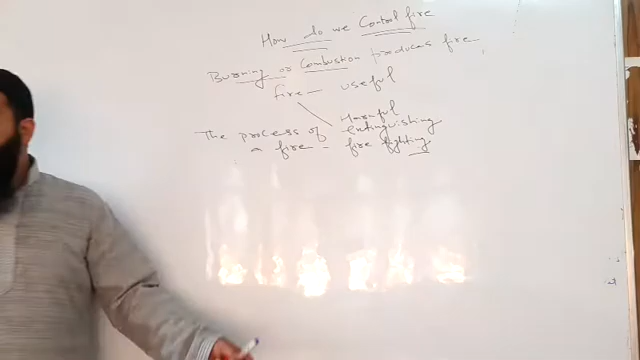 How do we Control fire
Burning or Combustion produces fire.
fire — useful
Harmful
The process of extinguishing
a fire - fire fighting.